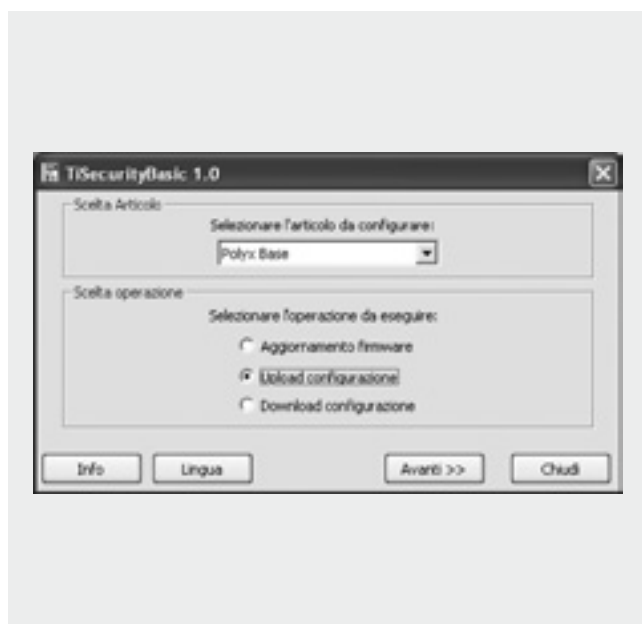 TiSecurityBasic 1.0
Scelta Articolo
Selezionare l'articolo da configurare:
Polyx Base
Scelta operazione
Selezionare l'operazione da eseguire:
Aggiornamento firmware
Upload configurazione
Download configurazione
Info
Lingua
Avanti >>
Chiudi